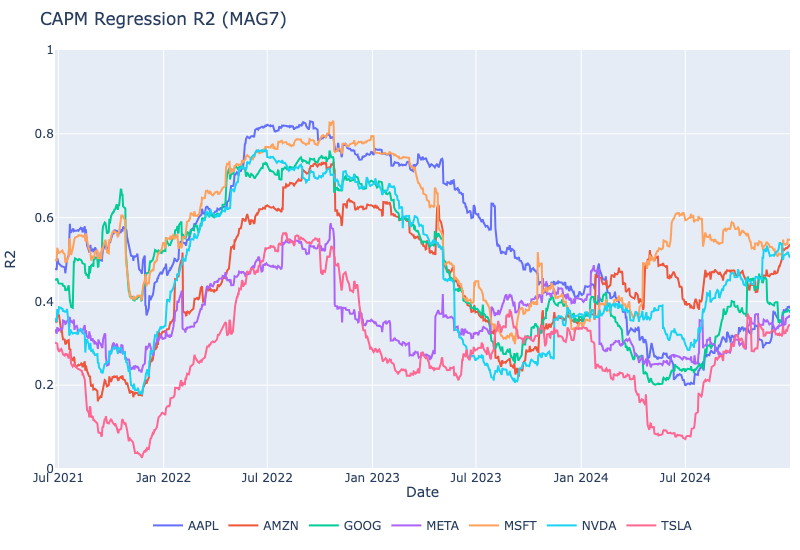 CAPM Regression R2 (MAG7)
1
0.8
0.6
0.4
0.2
0
R2
Jul 2021 Jan 2022 Jul 2022 Jan 2023 Jul 2023 Jan 2024 Jul 2024
Date
AAPL AMZN GOOG META MSFT NVDA TSLA